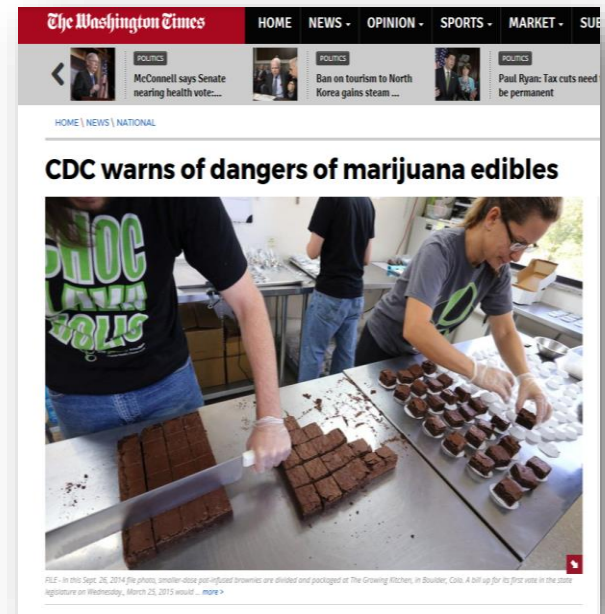 The Washington Times
HOME NEWS OPINION SPORTS MARKET SUB
POLITICS
McConnell says Senate
nearing health vote:...
POLITICS
Ban on tourism to North
Korea gains steam ...
POLITICS
Paul Ryan: Tax cuts need
be permanent
HOME \ NEWS \ NATIONAL
CDC warns of dangers of marijuana edibles
CHOC
HOLIC
FILE - In this Sept. 26, 2014 file photo, smaller-dose pot-infused brownies are divided and packaged at The Growing Kitchen, in Boulder, Colo. A bill up for its first vote in the state
legislature on Wednesday,, March 25, 2015 would ... more >